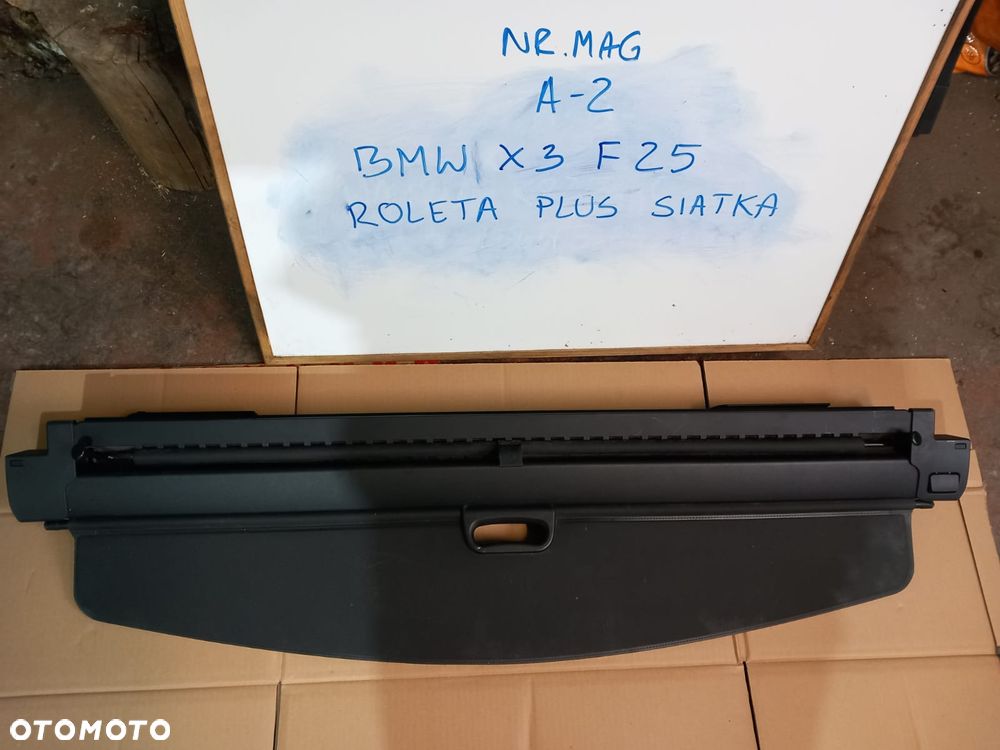 NR. MAG
A-2
BMW X3 F25
ROLETA PLUS SIATKA
OTOMOTO